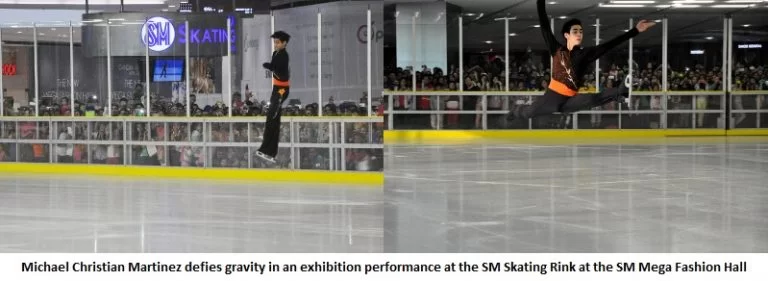 SM SKATING
Michael Christian Martinez defies gravity in an exhibition performance at the SM Skating Rink at the SM Mega Fashion Hall